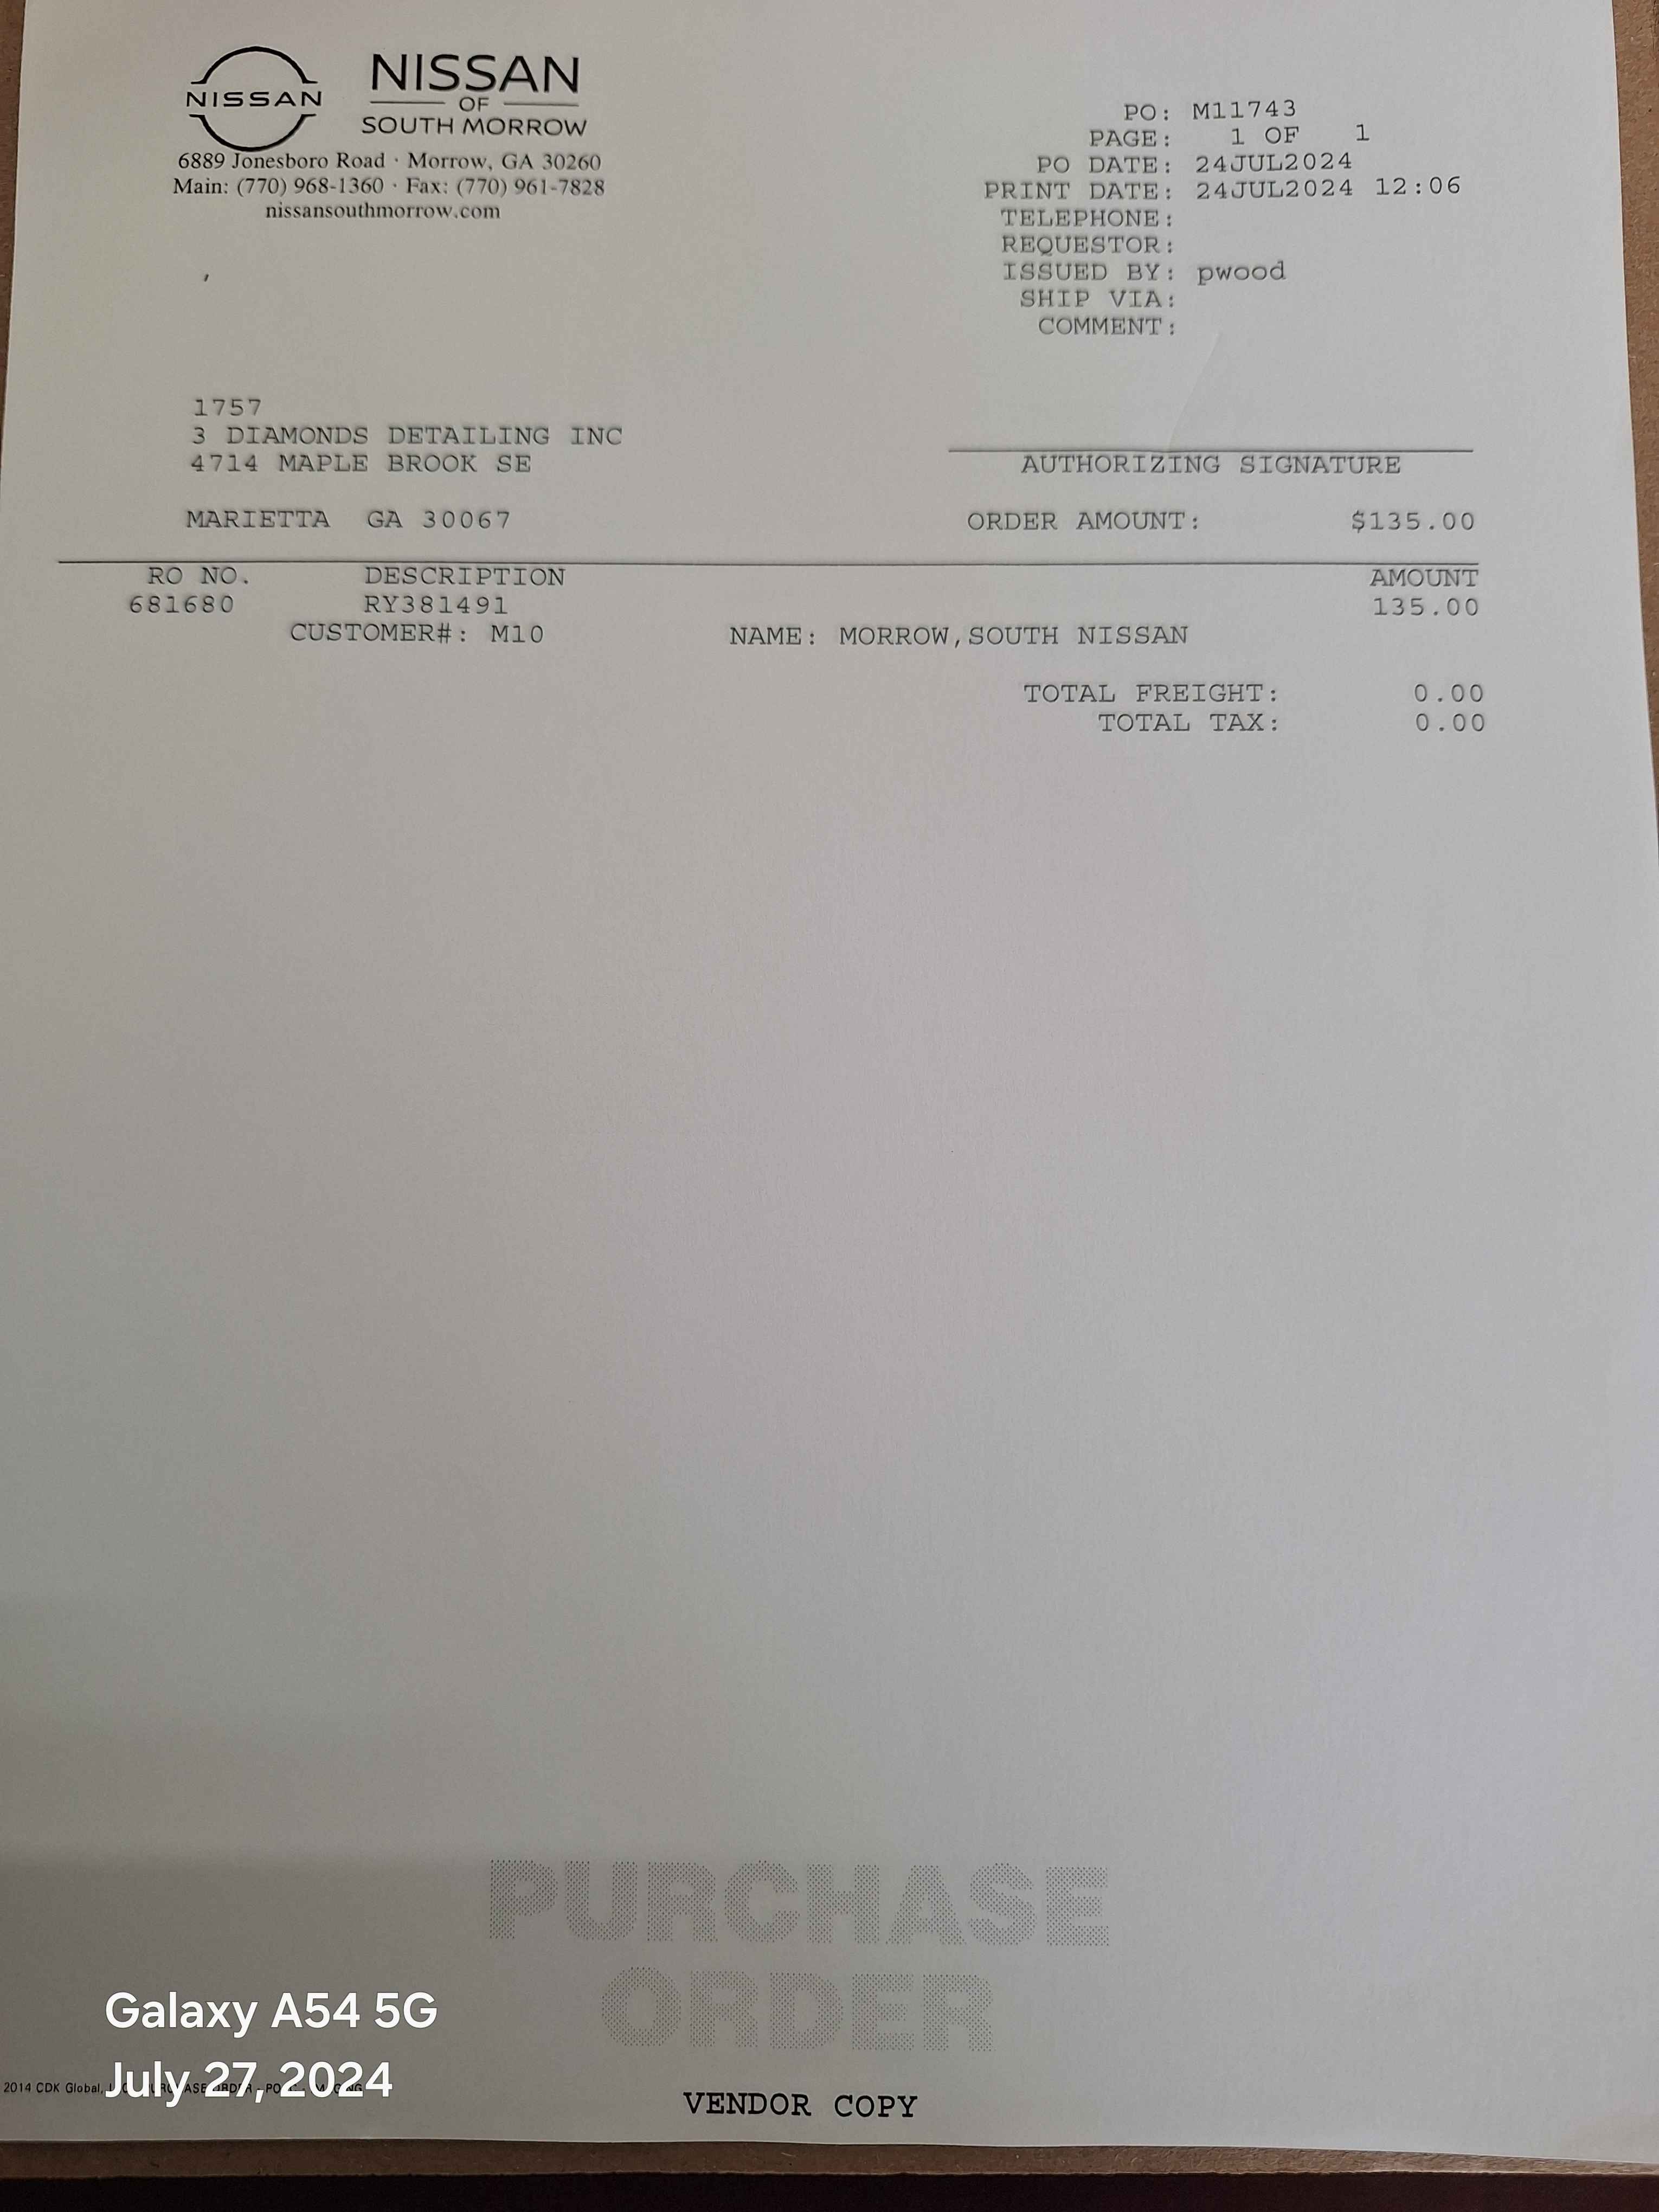 NISSAN
NISSAN
OF
SOUTH MORROW
6889 Jonesboro Road · Morrow, GA 30260
Main: (770) 968-1360 · Fax: (770) 961-7828
nissansouthmorrow.com
PO: M11743
PAGE: 1 OF 1
PO DATE: 24JUL2024
PRINT DATE: 24JUL2024 12:06
TELEPHONE:
REQUESTOR:
ISSUED BY: pwood
SHIP VIA:
COMMENT:
1757
3 DIAMONDS DETAILING INC
4714 MAPLE BROOK SE
MARIETTA GA 30067
AUTHORIZING SIGNATURE
ORDER AMOUNT: $135.00
RO NO. DESCRIPTION AMOUNT
681680 RY381491 135.00
CUSTOMER#: M10 NAME: MORROW,SOUTH NISSAN
TOTAL FREIGHT: 0.00
TOTAL TAX: 0.00
PURCHASE
ORDER
Galaxy A54 5G
July 27, 2024
2014 CDK Global,
VENDOR COPY